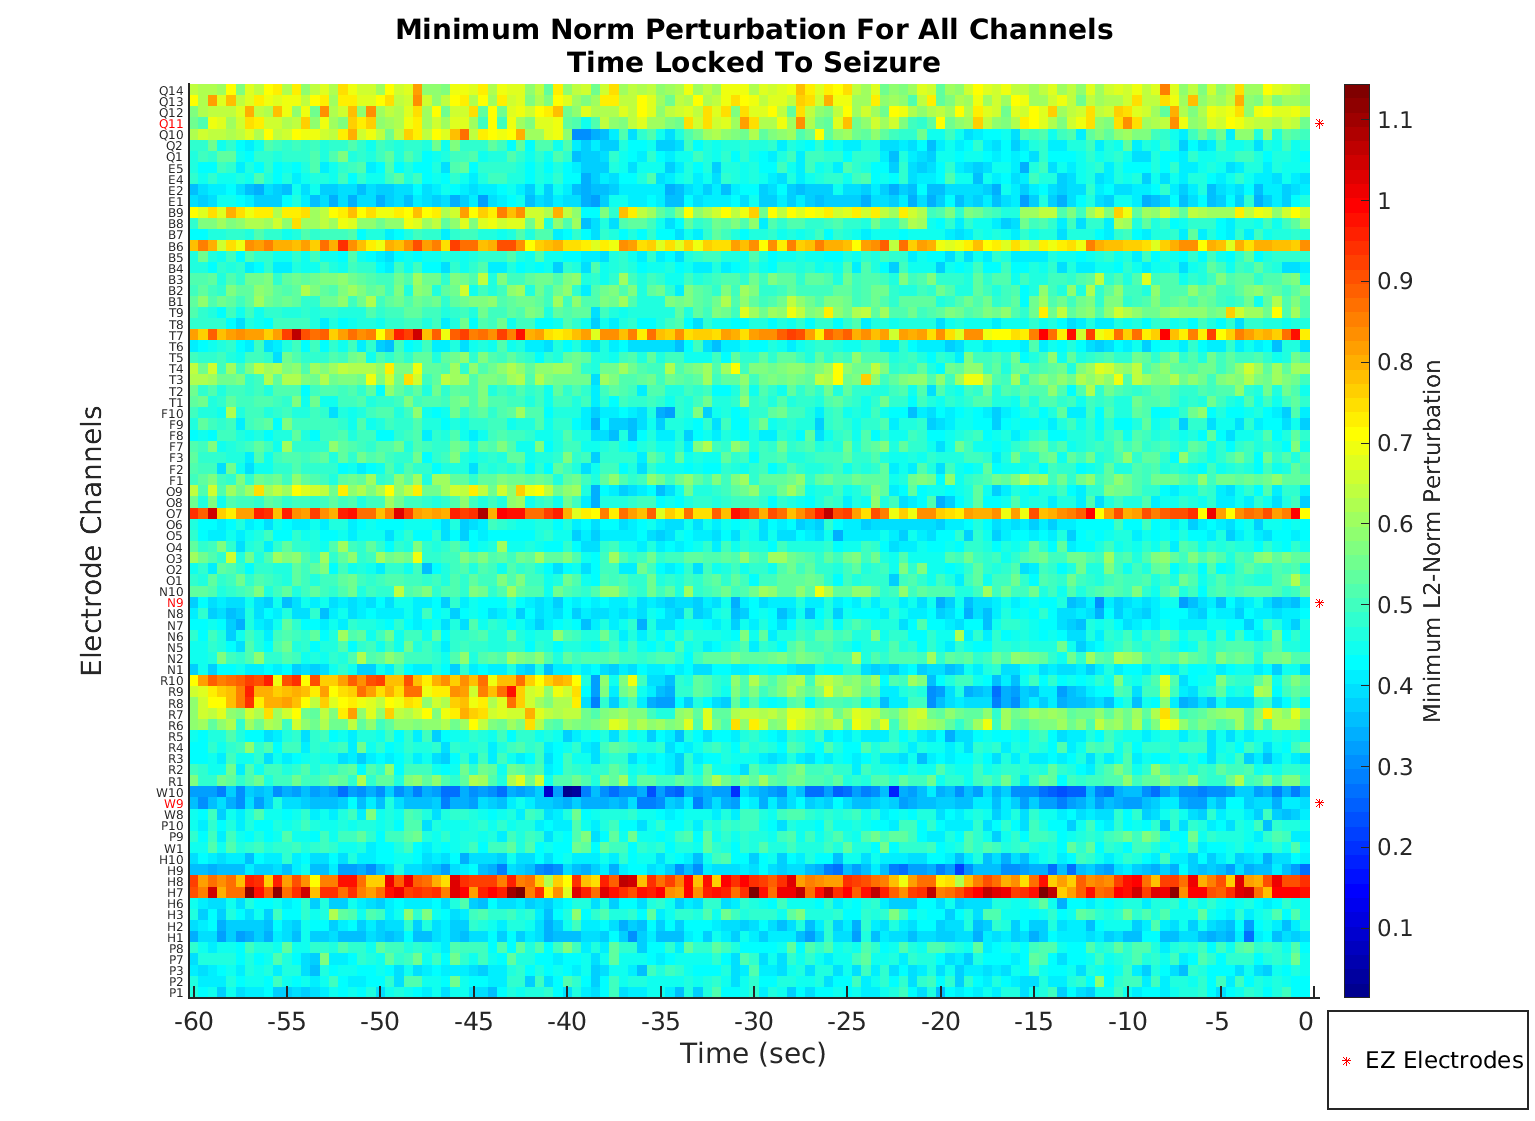 Minimum Norm Perturbation For All Channels
Time Locked To Seizure
Electrode Channels
Q14
Q13
Q12
Q11
Q10
Q2
Q1
E5
E4
E2
E1
B9
B8
B7
B6
B5
B4
B3
B2
B1
T9
T8
T7
T6
T5
T4
T3
T2
T1
F10
F9
F8
F7
F3
F2
F1
O9
O8
O7
O6
O5
O4
O3
O2
O1
N10
N9
N8
N7
N6
N5
N2
N1
R10
R9
R8
R7
R6
R5
R4
R3
R2
R1
W10
W9
W8
P10
P9
W1
H10
H9
H8
H7
H6
H3
H2
H1
P8
P7
P3
P2
P1
-60 -55 -50 -45 -40 -35 -30 -25 -20 -15 -10 -5 0
Time (sec)
1.1
1
0.9
0.8
0.7
0.6
0.5
0.4
0.3
0.2
0.1
Minimum L2-Norm Perturbation
EZ Electrodes